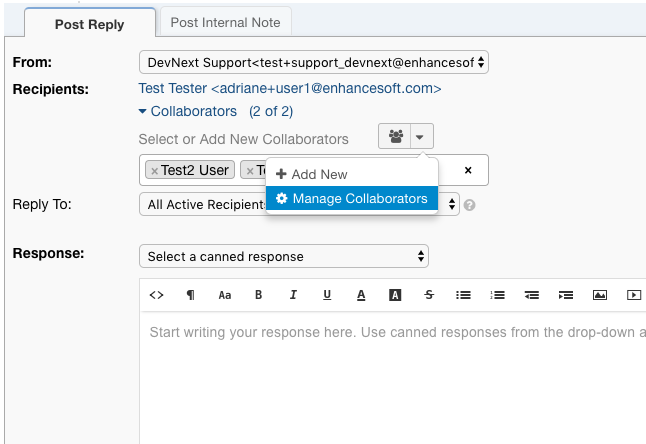 Post Reply
Post Internal Note
From:
DevNext Support<test+support_devnext@enhancesof
Recipients:
Test Tester <adriane+user1@enhancesoft.com>
Collaborators (2 of 2)
Select or Add New Collaborators
× Test2 User × ×
Add New
Manage Collaborators
Reply To:
All Active Recipient
Response:
Select a canned response
<> ¶ Aa B I U A A S
Start writing your response here. Use canned responses from the drop-down a